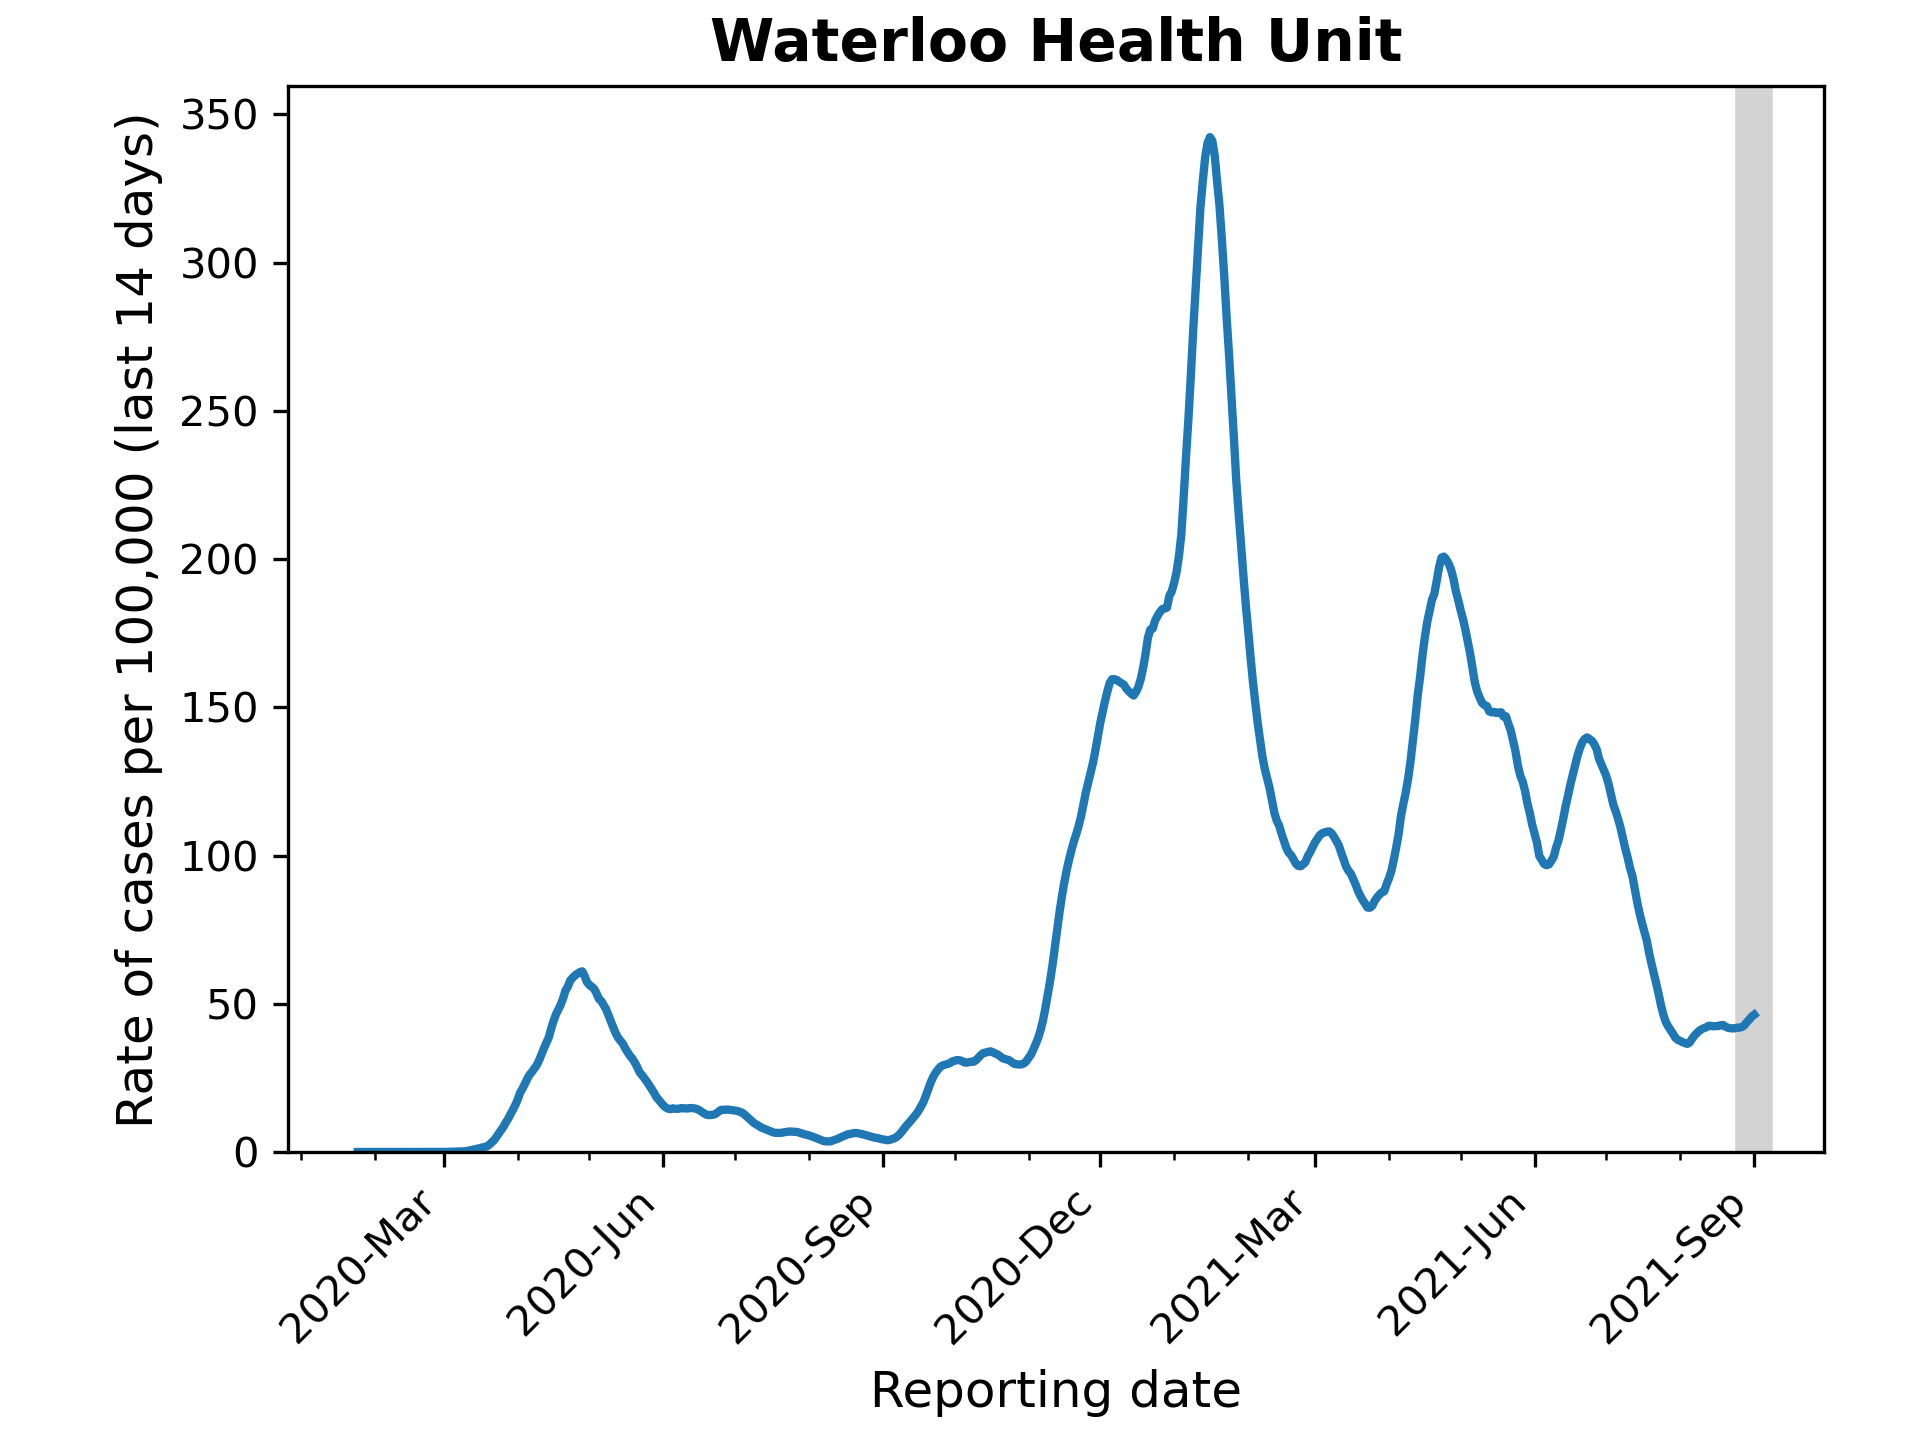 Waterloo Health Unit
Rate of cases per 100,000 (last 14 days)
350
300
250
200
150
100
50
0
2020-Mar
2020-Jun
2020-Sep
2020-Dec
2021-Mar
2021-Jun
2021-Sep
Reporting date